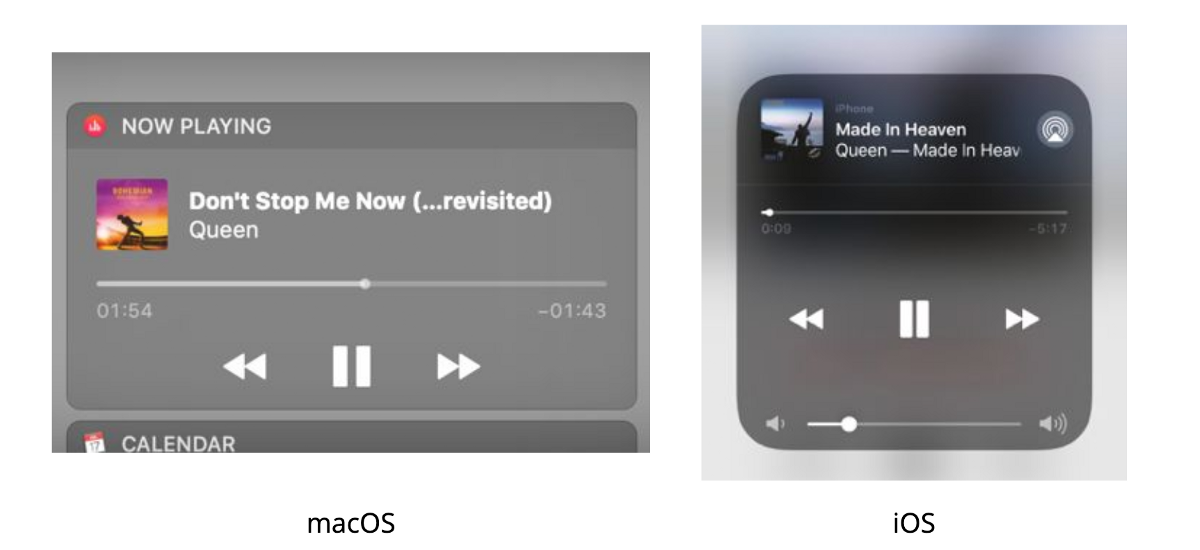 NOW PLAYING
BOHEMIAN
Don't Stop Me Now (...revisited)
Queen
01:54
−01:43
17
CALENDAR
macOS
iPhone
Made In Heaven
Queen — Made In Heav
0:09
-5:17
iOS